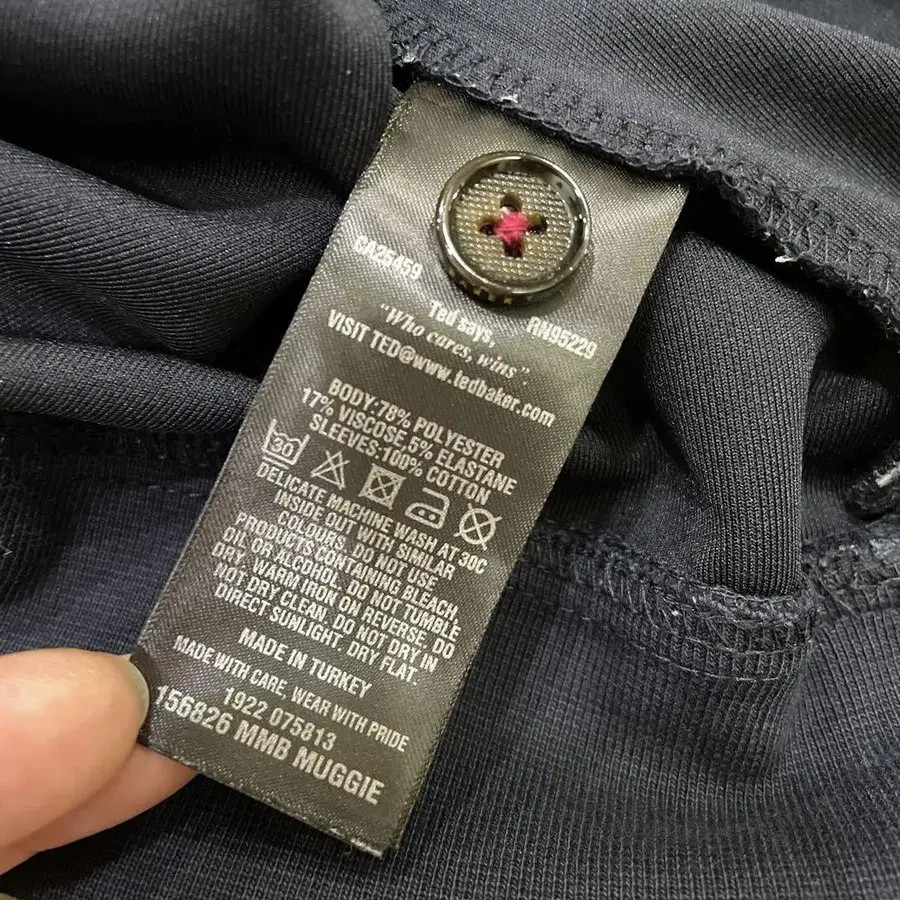 CA25459
RN95229
Ted says,
"Who cares, wins".
VISIT TED@www.tedbaker.com
BODY:78% POLYESTER
17% VISCOSE,5% ELASTANE
SLEEVES:100% COTTON
30
DELICATE MACHINE WASH AT 30C
INSIDE OUT WITH SIMILAR
COLOURS. DO NOT USE
PRODUCTS CONTAINING BLEACH,
OIL OR ALCOHOL. DO NOT TUMBLE
DRY. WARM IRON ON REVERSE. DO
NOT DRY CLEAN. DO NOT DRY IN
DIRECT SUNLIGHT. DRY FLAT.
MADE IN TURKEY
MADE WITH CARE, WEAR WITH PRIDE
1922 075813
156826 MMB MUGGIE